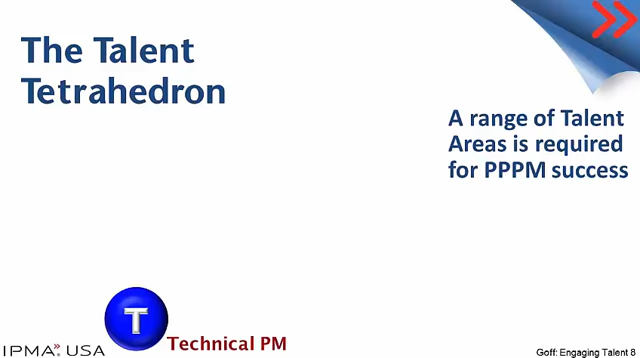 The Talent
Tetrahedron
A range of Talent
Areas is required
for PPPM success
T
Technical PM
IPMA» USA
Goff: Engaging Talent 8